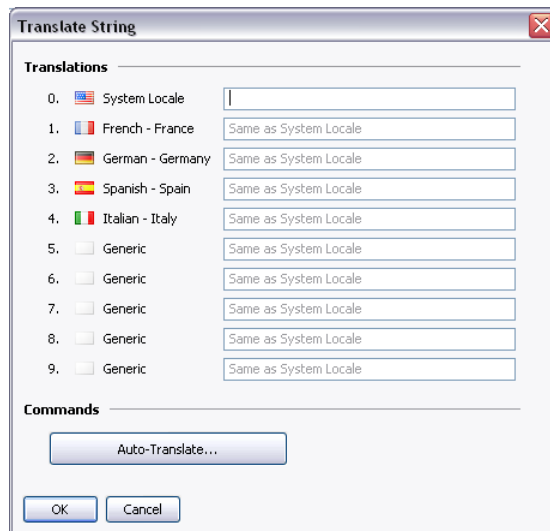 Translate String
Translations
0. System Locale
1. French - France Same as System Locale
2. German - Germany Same as System Locale
3. Spanish - Spain Same as System Locale
4. Italian - Italy Same as System Locale
5. Generic Same as System Locale
6. Generic Same as System Locale
7. Generic Same as System Locale
8. Generic Same as System Locale
9. Generic Same as System Locale
Commands
Auto-Translate...
OK Cancel